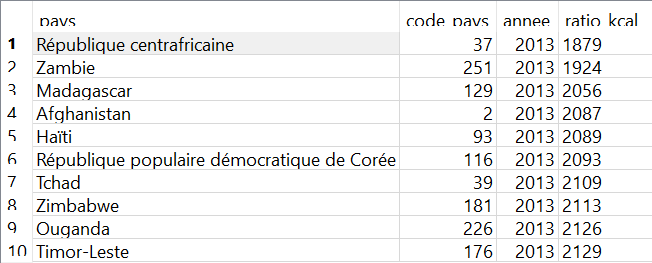 pays code_pays annee ratio_kcal
1 République centrafricaine 37 2013 1879
2 Zambie 251 2013 1924
3 Madagascar 129 2013 2056
4 Afghanistan 2 2013 2087
5 Haïti 93 2013 2089
6 République populaire démocratique de Corée 116 2013 2093
7 Tchad 39 2013 2109
8 Zimbabwe 181 2013 2113
9 Ouganda 226 2013 2126
10 Timor-Leste 176 2013 2129